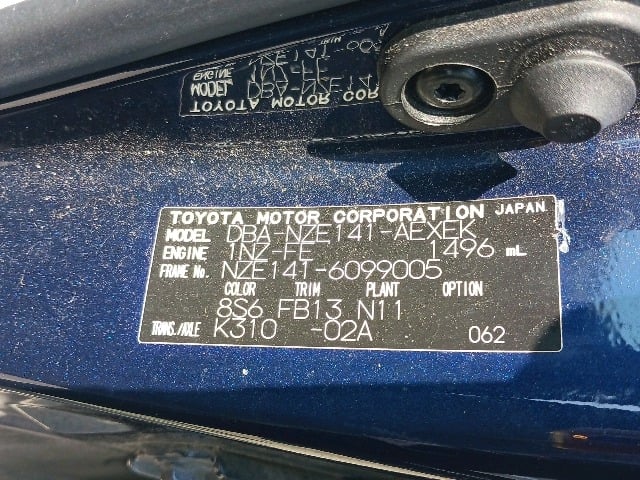 TOYOTA MOTOR CORPORATION JAPAN
MODEL DBA-NZE141-AEXEK
ENGINE 1NZ-FE 1496 mL
FRAME No. NZE141-6099005
COLOR TRIM PLANT OPTION
8S6 FB13 N11
TRANS./AXLE K310 -02A 062